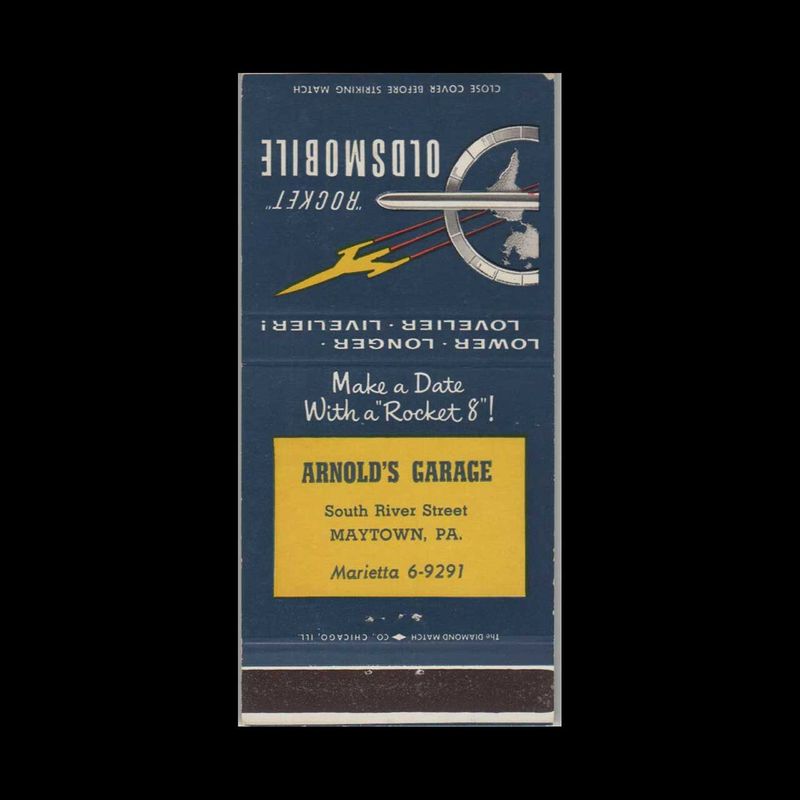 CLOSE COVER BEFORE STRIKING MATCH
OLDSMOBILE
"ROCKET"
LOWER · LONGER ·
LOVELIER · LIVELIER!
Make a Date
With a "Rocket 8"!
ARNOLD'S GARAGE
South River Street
MAYTOWN, PA.
Marietta 6-9291
The DIAMOND MATCH CO., CHICAGO, ILL.